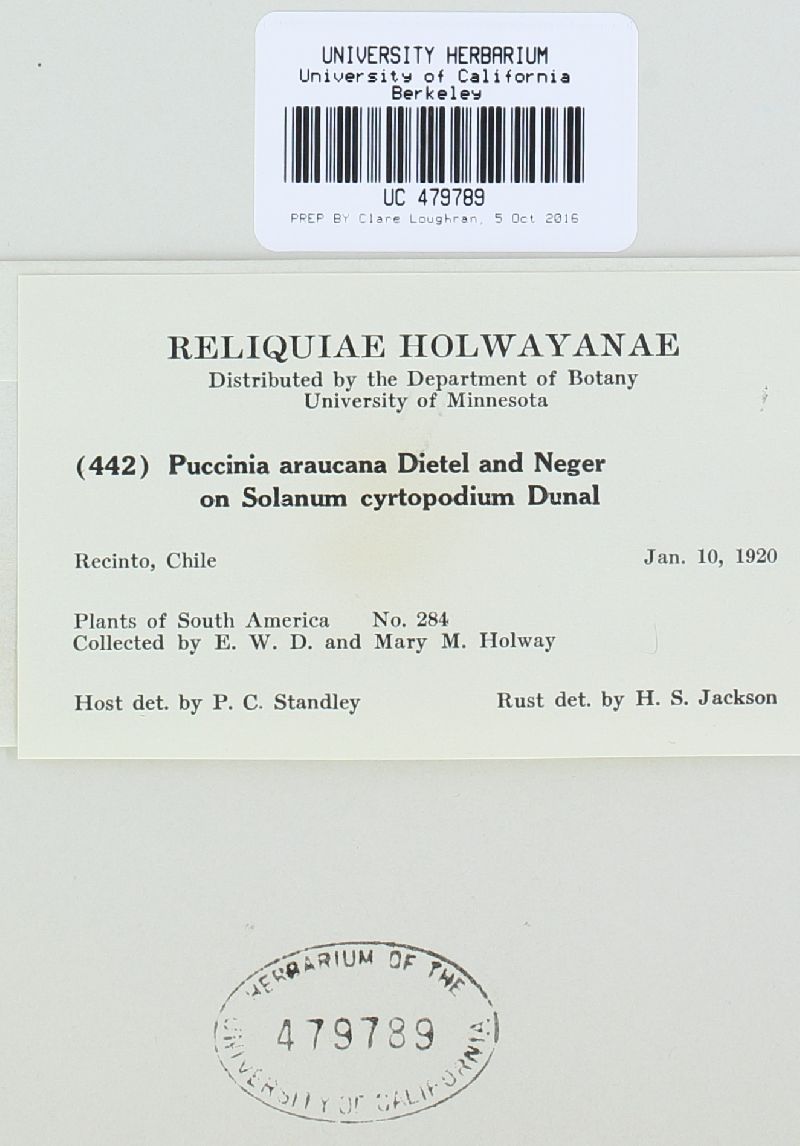 UNIVERSITY HERBARIUM
University of California
Berkeley
UC 479789
PREP BY Clare Loughran, 5 Oct 2016
RELIQUIAE HOLWAYANAE
Distributed by the Department of Botany
University of Minnesota
(442) Puccinia araucana Dietel and Neger
on Solanum cyrtopodium Dunal
Recinto, Chile Jan. 10, 1920
Plants of South America No. 284
Collected by E. W. D. and Mary M. Holway
Host det. by P. C. Standley Rust det. by H. S. Jackson
HERBARIUM OF THE
479789
UNIVERSITY OF CALIFORNIA